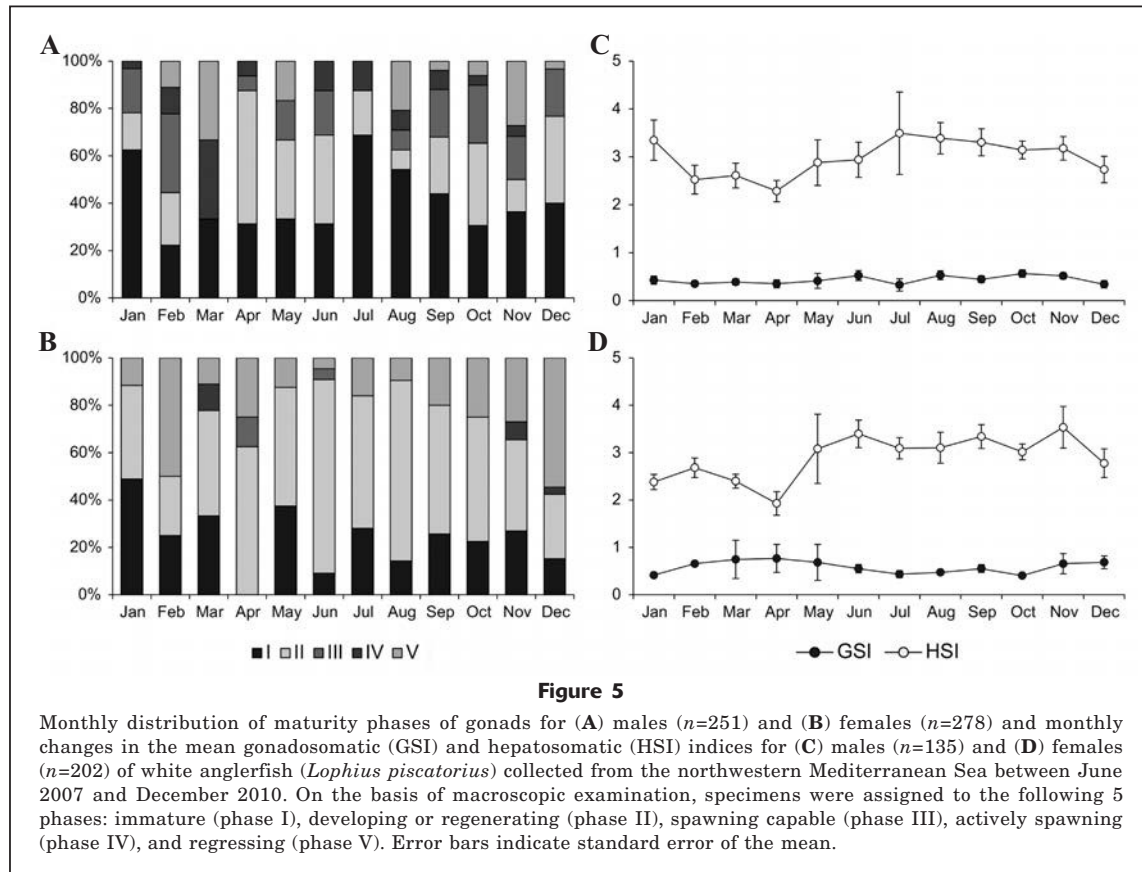 A
100%
80%
60%
40%
20%
0%
Jan Feb Mar Apr May Jun Jul Aug Sep Oct Nov Dec
B
100%
80%
60%
40%
20%
0%
Jan Feb Mar Apr May Jun Jul Aug Sep Oct Nov Dec
I II III IV V
C
5
4
3
2
1
0
Jan Feb Mar Apr May Jun Jul Aug Sep Oct Nov Dec
D
5
4
3
2
1
0
Jan Feb Mar Apr May Jun Jul Aug Sep Oct Nov Dec
GSI HSI
Figure 5
Monthly distribution of maturity phases of gonads for (A) males (n=251) and (B) females (n=278) and monthly
changes in the mean gonadosomatic (GSI) and hepatosomatic (HSI) indices for (C) males (n=135) and (D) females
(n=202) of white anglerfish (Lophius piscatorius) collected from the northwestern Mediterranean Sea between June
2007 and December 2010. On the basis of macroscopic examination, specimens were assigned to the following 5
phases: immature (phase I), developing or regenerating (phase II), spawning capable (phase III), actively spawning
(phase IV), and regressing (phase V). Error bars indicate standard error of the mean.